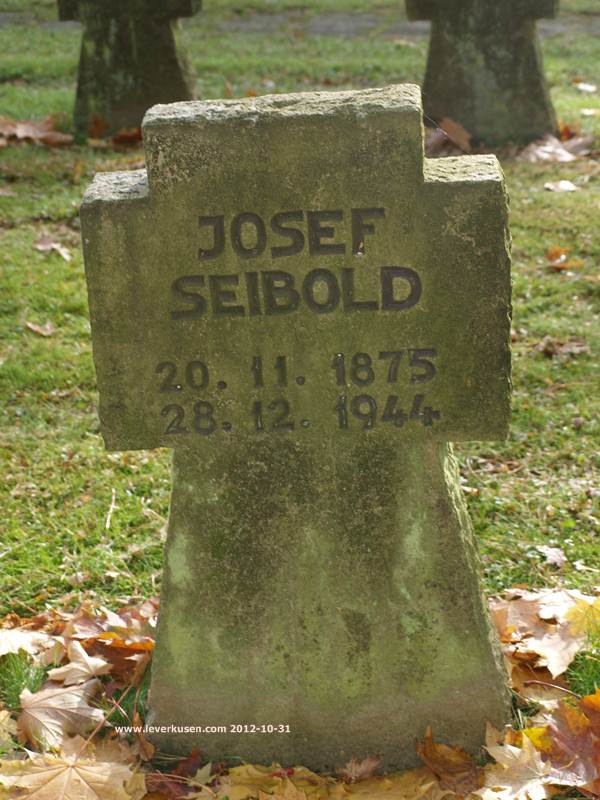 JOSEF
SEIBOLD
20. 11. 1875
28. 12. 1944
www.leverkusen.com 2012-10-31